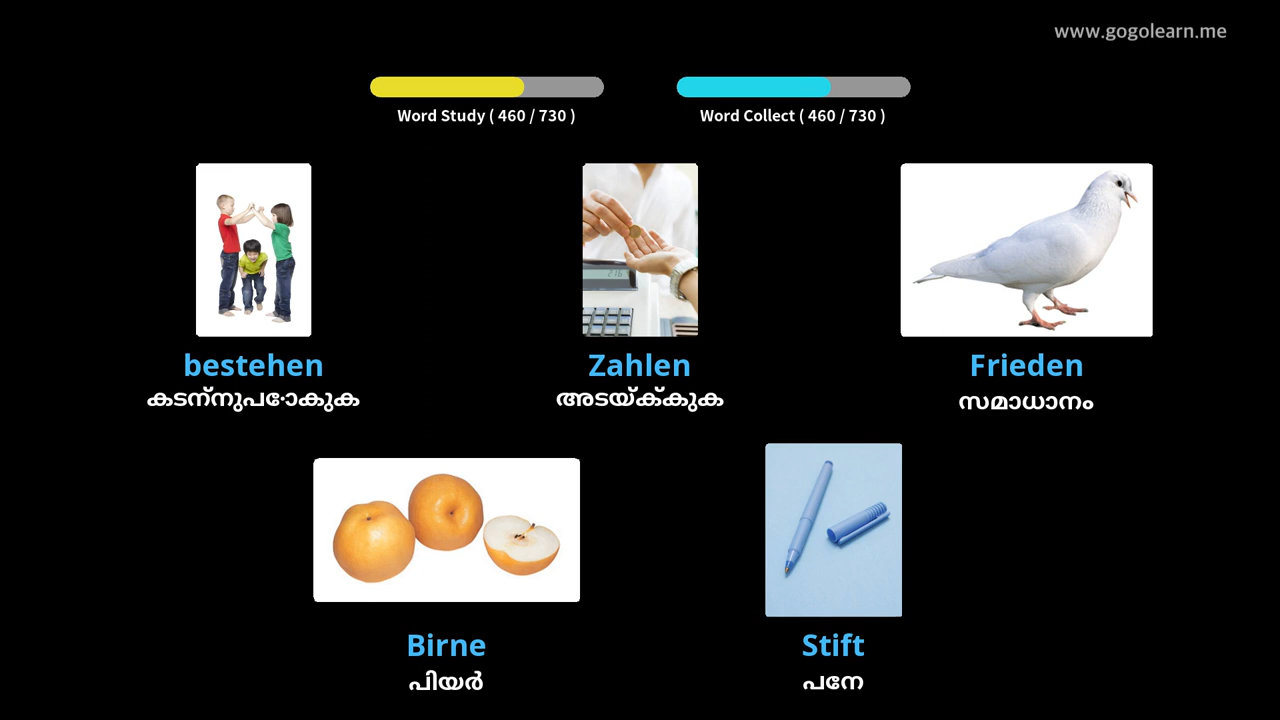 www.gogolearn.me
Word Study ( 460 / 730 )
Word Collect ( 460 / 730 )
bestehen
കടന്നുപോകുക
Zahlen
അടയ്ക്കുക
Frieden
സമാധാനം
Birne
പിയർ
Stift
പനേ